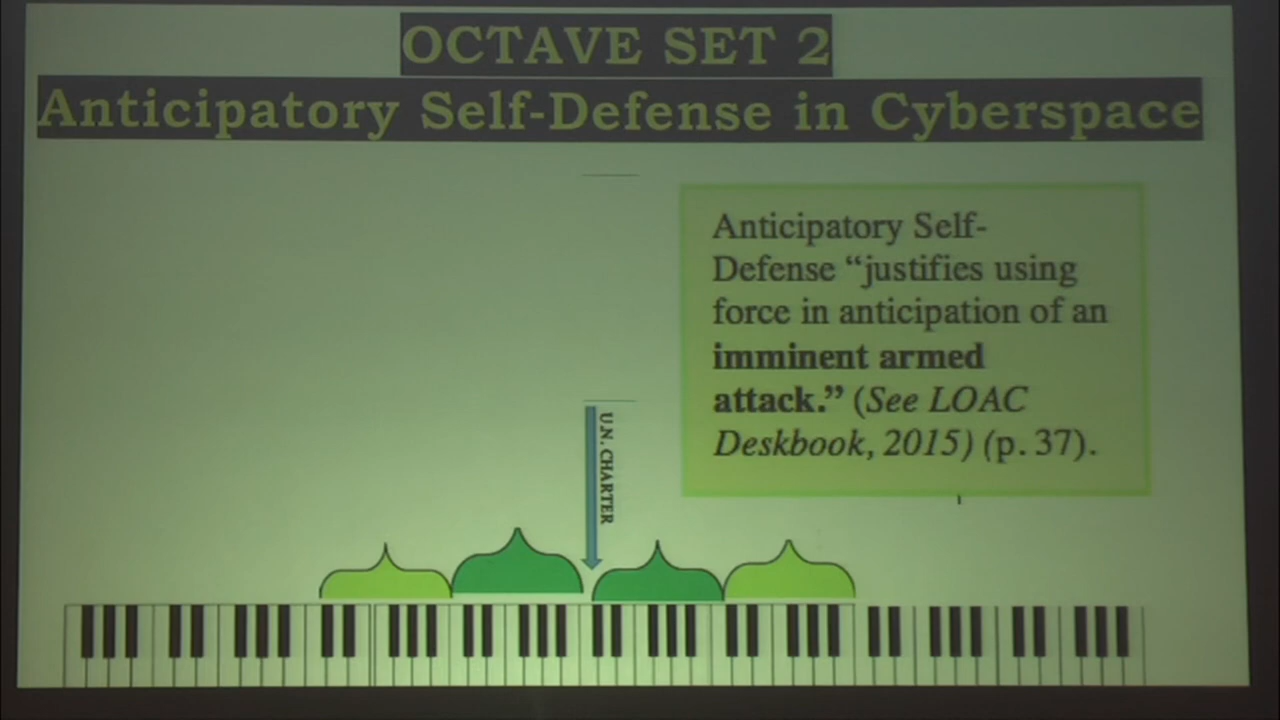 OCTAVE SET 2
Anticipatory Self-Defense in Cyberspace
Anticipatory Self-
Defense “justifies using
force in anticipation of an
imminent armed
attack.” (See LOAC
Deskbook, 2015) (p. 37).
U.N. CHARTER